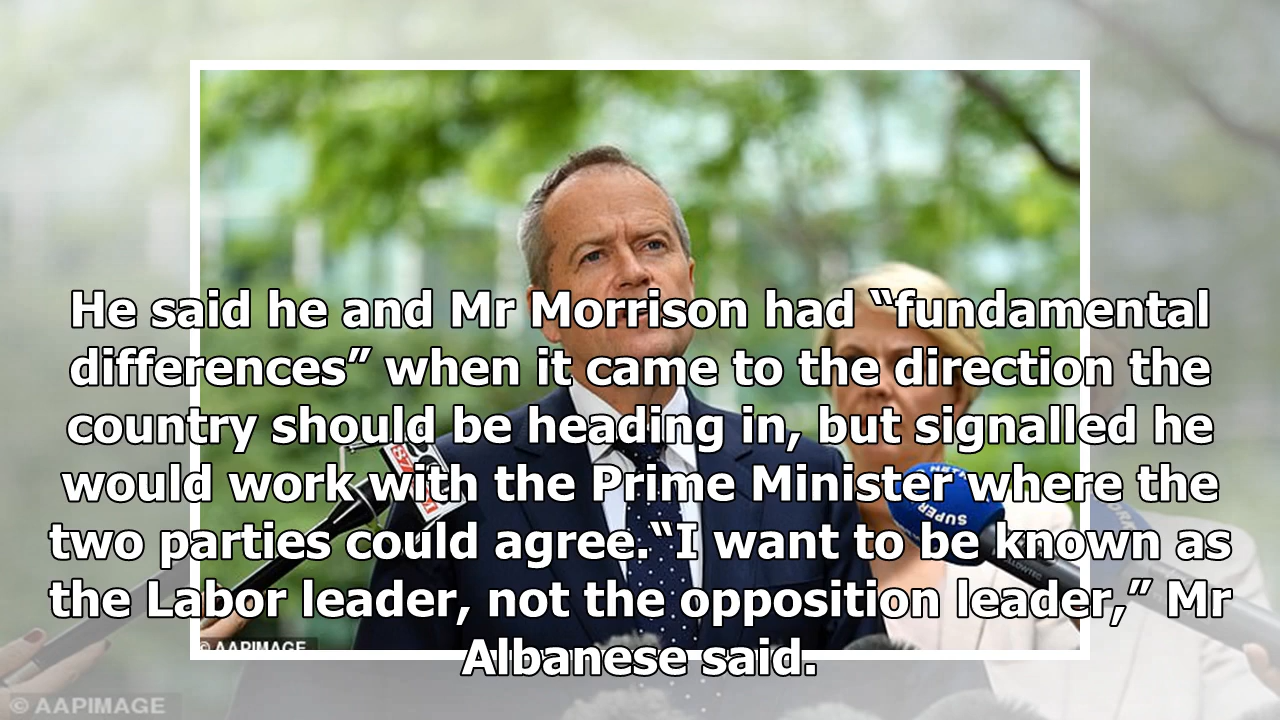 He said he and Mr Morrison had “fundamental
differences” when it came to the direction the
country should be heading in, but signalled he
would work with the Prime Minister where the
two parties could agree.“I want to be known as
the Labor leader, not the opposition leader,” Mr
Albanese said.
SUPER
© AAPIMAGE
© AAPIMAGE